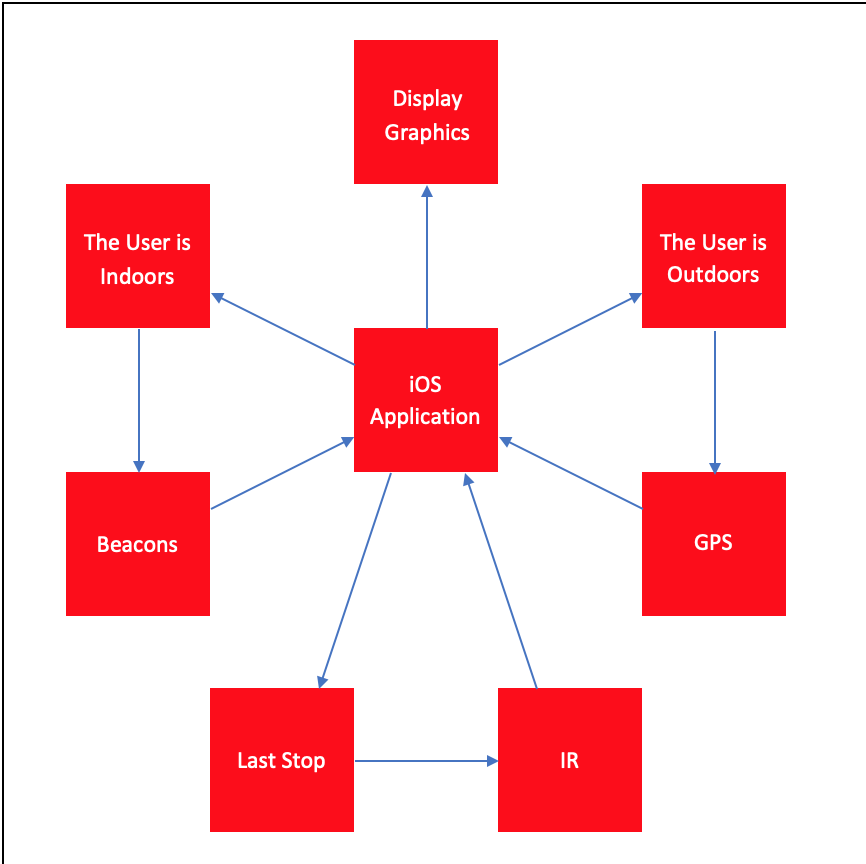 Display
Graphics
The User is
Indoors
The User is
Outdoors
iOS
Application
Beacons
GPS
Last Stop
IR